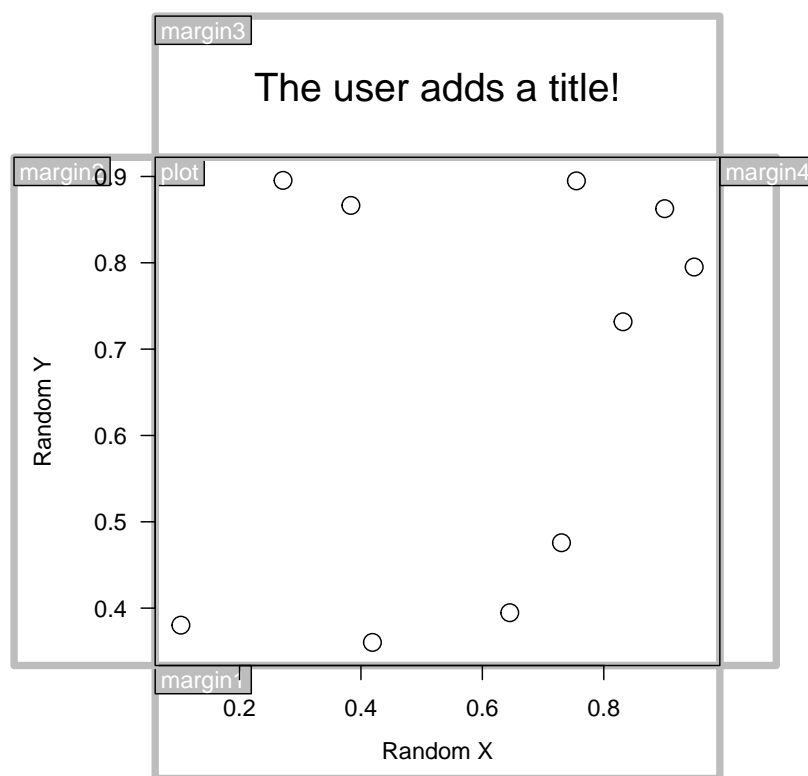 margin3
The user adds a title!
margin2
plot
margin4
0.9
0.8
0.7
0.6
0.5
0.4
Random Y
margin1
0.2 0.4 0.6 0.8
Random X